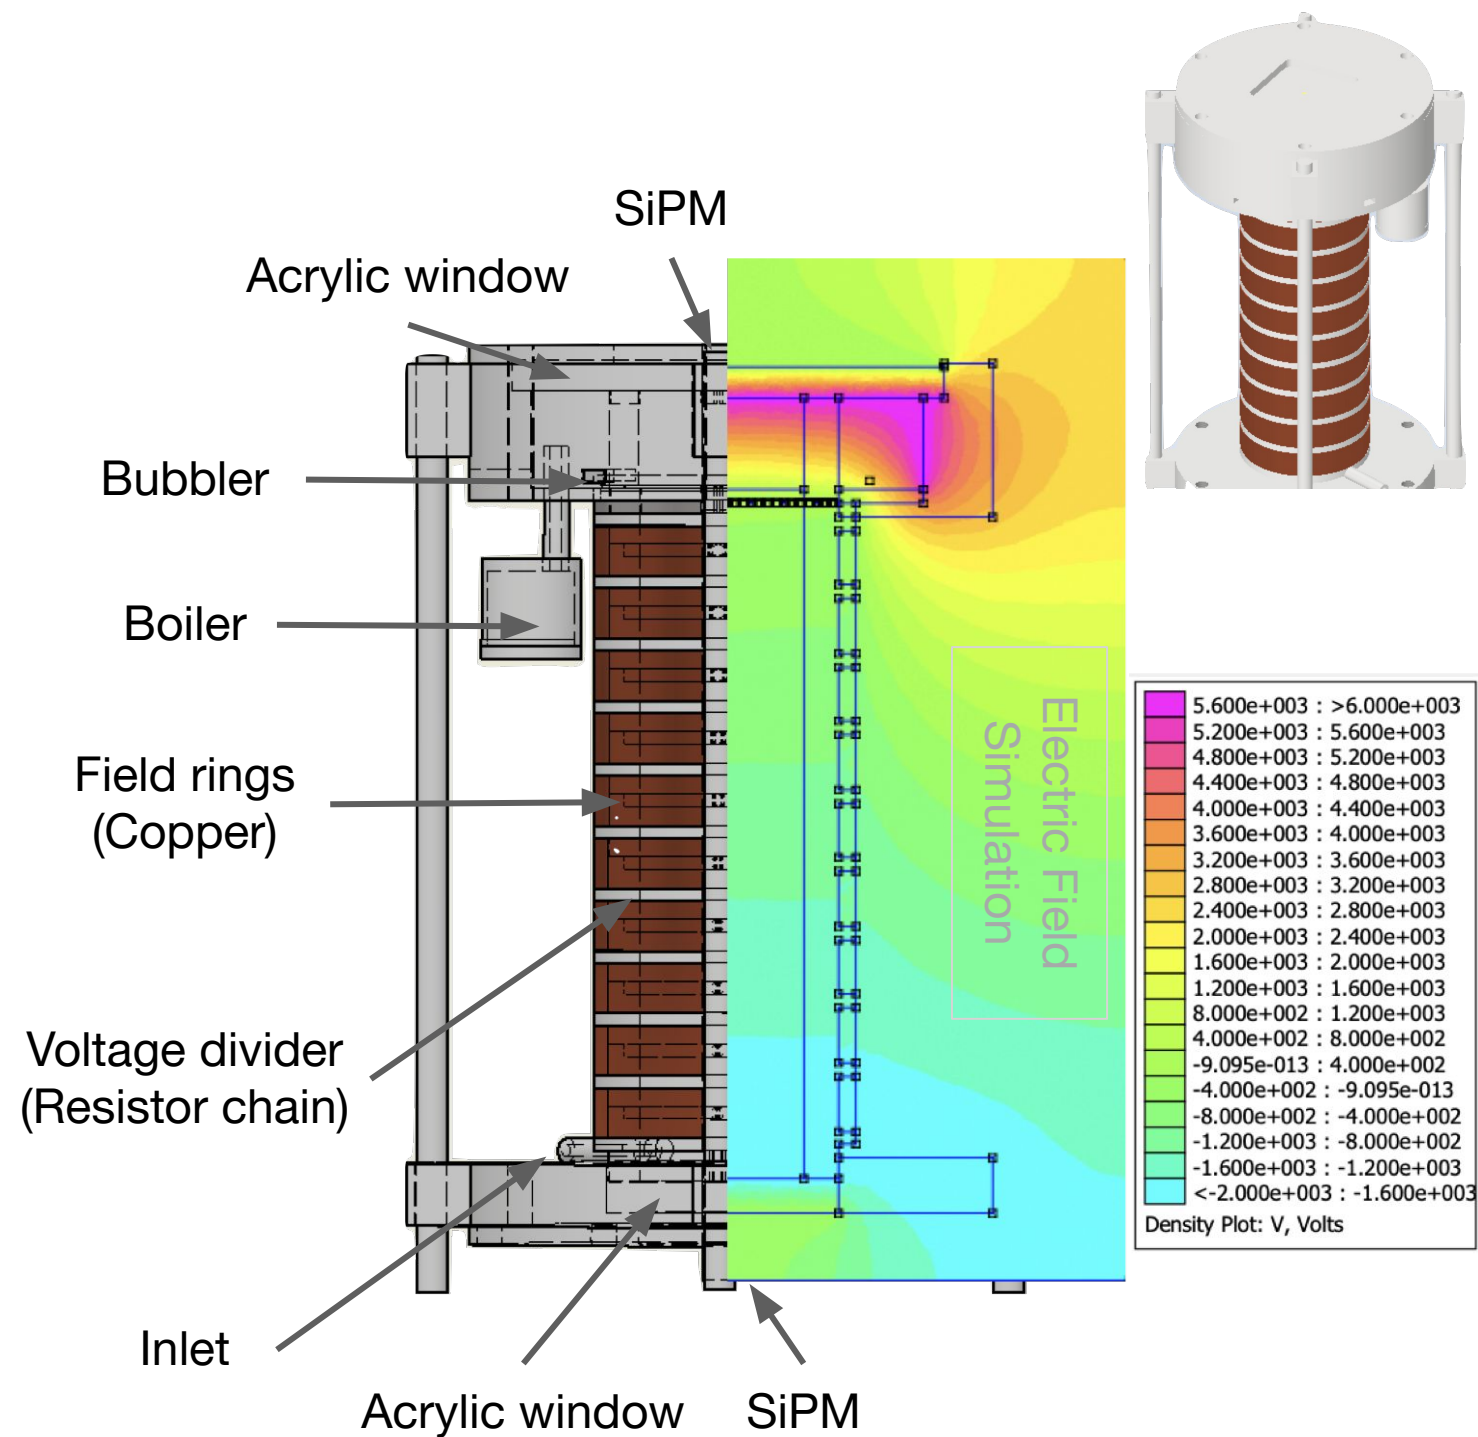 SiPM
Acrylic window
Bubbler
Boiler
Field rings
(Copper)
Voltage divider
(Resistor chain)
Inlet
Acrylic window
SiPM
Electric Field
Simulation
5.600e+003 : >6.000e+003
5.200e+003 : 5.600e+003
4.800e+003 : 5.200e+003
4.400e+003 : 4.800e+003
4.000e+003 : 4.400e+003
3.600e+003 : 4.000e+003
3.200e+003 : 3.600e+003
2.800e+003 : 3.200e+003
2.400e+003 : 2.800e+003
2.000e+003 : 2.400e+003
1.600e+003 : 2.000e+003
1.200e+003 : 1.600e+003
8.000e+002 : 1.200e+003
4.000e+002 : 8.000e+002
-9.095e-013 : 4.000e+002
-4.000e+002 : -9.095e-013
-8.000e+002 : -4.000e+002
-1.200e+003 : -8.000e+002
-1.600e+003 : -1.200e+003
<-2.000e+003 : -1.600e+003
Density Plot: V, Volts